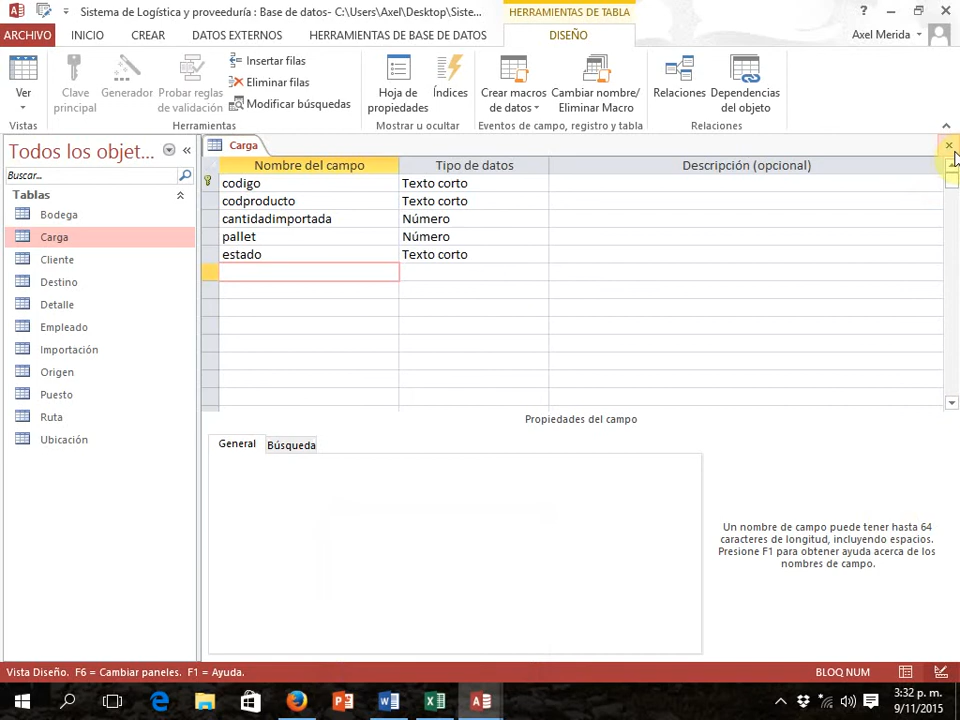 Sistema de Logística y proveeduría : Base de datos- C:\Users\Axel\Desktop\Siste...
HERRAMIENTAS DE TABLA
ARCHIVO
INICIO
CREAR
DATOS EXTERNOS
HERRAMIENTAS DE BASE DE DATOS
DISEÑO
Axel Merida
Ver
Clave principal
Generador
Probar reglas de validación
Insertar filas
Eliminar filas
Modificar búsquedas
Hoja de propiedades
Índices
Crear macros de datos
Cambiar nombre/ Eliminar Macro
Relaciones
Dependencias del objeto
Vistas
Herramientas
Mostrar u ocultar
Eventos de campo, registro y tabla
Relaciones
Todos los objet...
Buscar...
Tablas
Bodega
Carga
Cliente
Destino
Detalle
Empleado
Importación
Origen
Puesto
Ruta
Ubicación
Carga
Nombre del campo
Tipo de datos
Descripción (opcional)
codigo
Texto corto
codproducto
Texto corto
cantidadimportada
Número
pallet
Número
estado
Texto corto
Propiedades del campo
General
Búsqueda
Un nombre de campo puede tener hasta 64
caracteres de longitud, incluyendo espacios.
Presione F1 para obtener ayuda acerca de los
nombres de campo.
Vista Diseño. F6 = Cambiar paneles. F1 = Ayuda.
BLOQ NUM
3:32 p. m.
9/11/2015